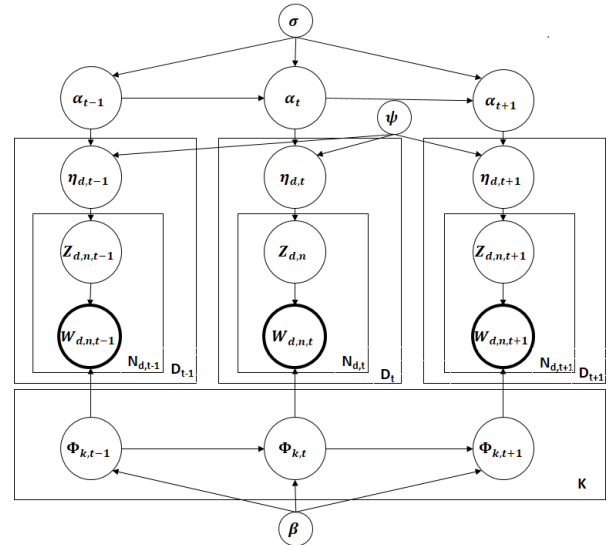 σ
α_{t−1} α_t α_{t+1}
ψ
η_{d,t−1} η_{d,t} η_{d,t+1}
Z_{d,n,t−1} Z_{d,n} Z_{d,n,t+1}
W_{d,n,t−1} W_{d,n,t} W_{d,n,t+1}
N_{d,t-1} N_{d,t} N_{d,t+1}
D_{t-1} D_t D_{t+1}
Φ_{k,t−1} Φ_{k,t} Φ_{k,t+1}
K
β